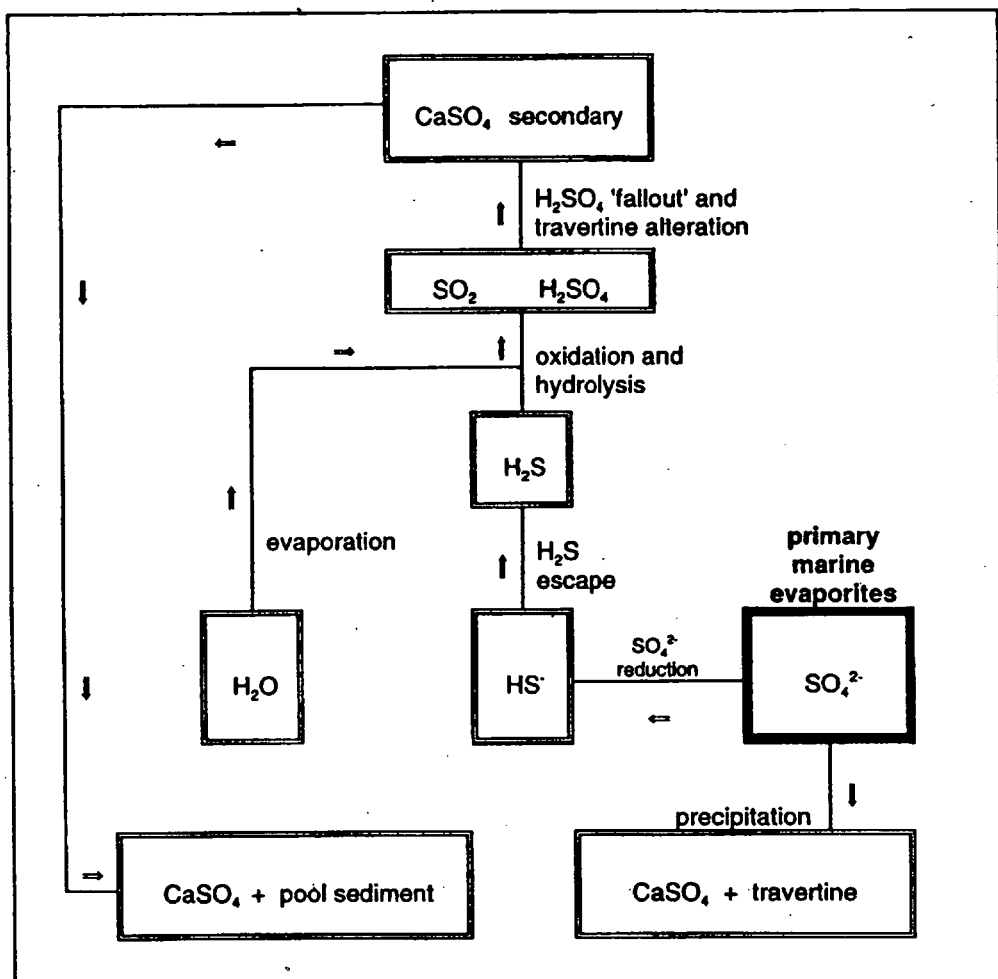 CaSO₄ secondary
H₂SO₄ 'fallout' and
travertine alteration
SO₂ H₂SO₄
oxidation and
hydrolysis
H₂S
evaporation
H₂S
escape
primary
marine
evaporites
H₂O
HS⁻
SO₄²⁻
reduction
SO₄²⁻
precipitation
CaSO₄ + pool sediment
CaSO₄ + travertine